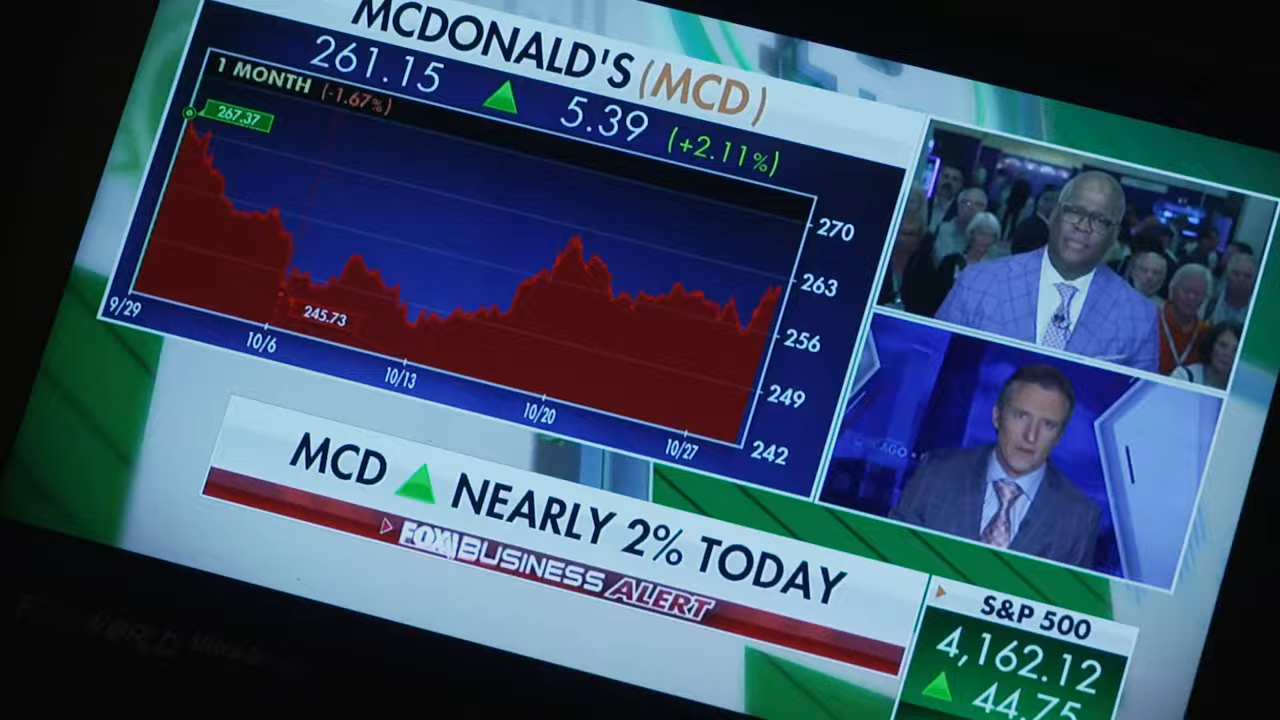 MCDONALD'S (MCD)
261.15 ▲ 5.39 (+2.11%)
1 MONTH (-1.67%)
267.37
245.73
270
263
256
249
242
9/29
10/6
10/13
10/20
10/27
MCD ▲ NEARLY 2% TODAY
FOX BUSINESS ALERT
S&P 500
4,162.12
▲ 44.75